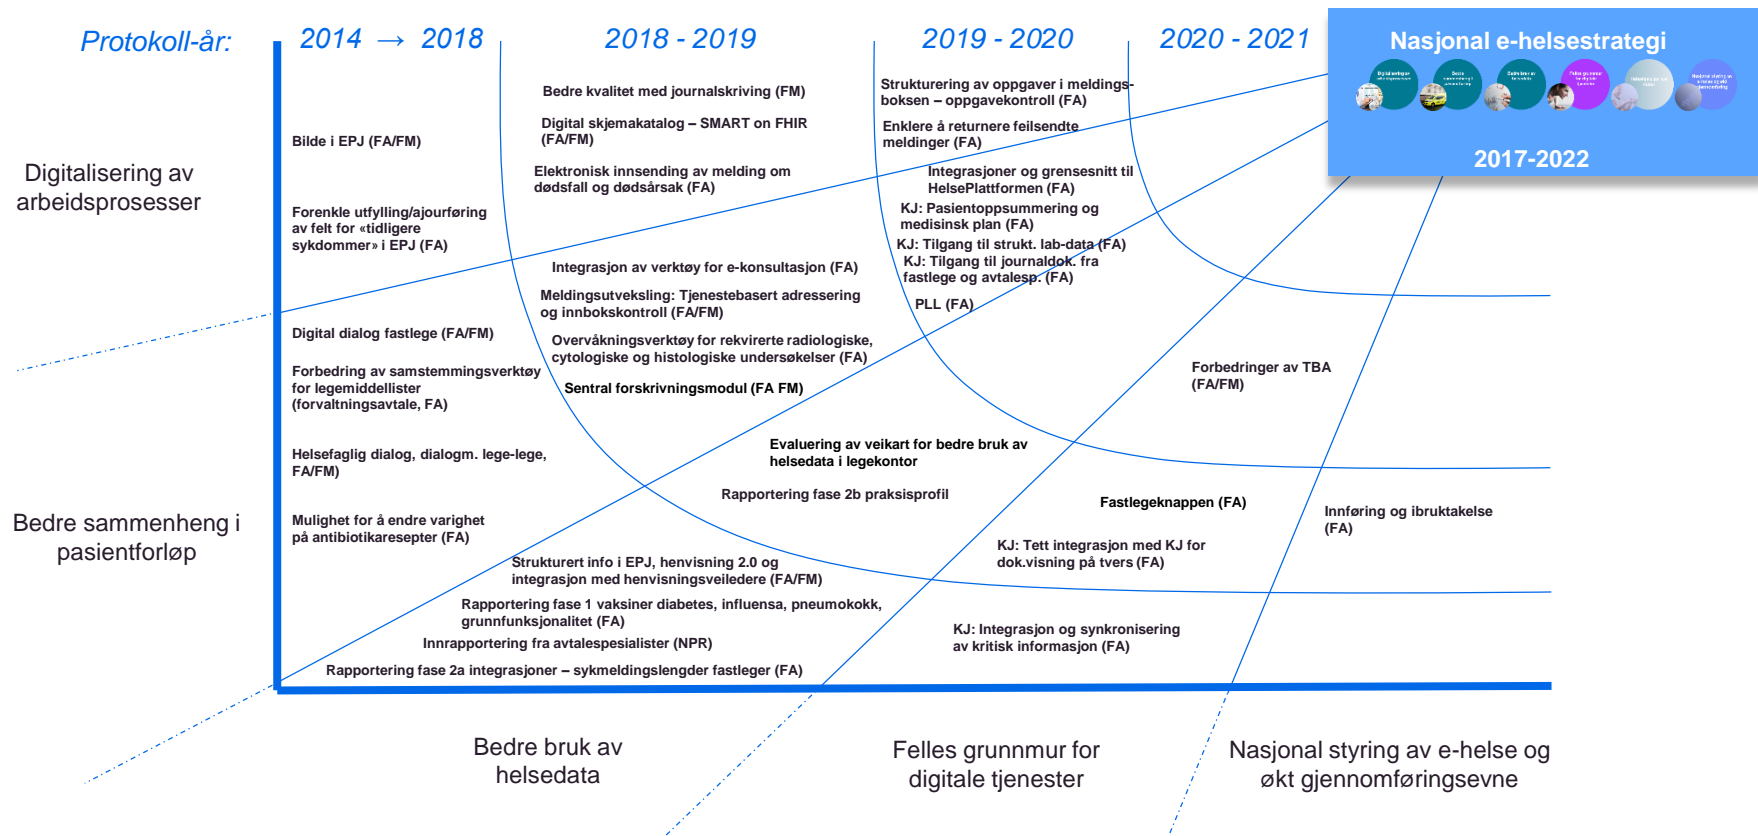 Protokoll-år:
2014 → 2018
2018 - 2019
2019 - 2020
2020 - 2021
Nasjonal e-helsestrategi
2017-2022
Digitalisering av
arbeidsprosesser
Bilde i EPJ (FA/FM)
Forenkle utfylling/ajourføring
av felt for «tidligere
sykdommer» i EPJ (FA)
Bedre kvalitet med journalskriving (FM)
Digital skjemakatalog – SMART on FHIR
(FA/FM)
Elektronisk innsending av melding om
dødsfall og dødsårsak (FA)
Strukturering av oppgaver i meldings-
boksen – oppgavekontroll (FA)
Enklere å returnere feilsendte
meldinger (FA)
Integrasjoner og grensesnitt til
HelsePlattformen (FA)
KJ: Pasientoppsummering og
medisinsk plan (FA)
KJ: Tilgang til strukt. lab-data (FA)
KJ: Tilgang til journaldok. fra
fastlege og avtalesp. (FA)
PLL (FA)
Integrasjon av verktøy for e-konsultasjon (FA)
Meldingsutveksling: Tjenestebasert adressering
og innbokskontroll (FA/FM)
Overvåkningsverktøy for rekvirerte radiologiske,
cytologiske og histologiske undersøkelser (FA)
Sentral forskrivningsmodul (FA FM)
Digital dialog fastlege (FA/FM)
Forbedring av samstemmingsverktøy
for legemiddellister
(forvaltningsavtale, FA)
Helsefaglig dialog, dialogm. lege-lege,
FA/FM)
Mulighet for å endre varighet
på antibiotikaresepter (FA)
Bedre sammenheng i
pasientforløp
Evaluering av veikart for bedre bruk av
helsedata i legekontor
Rapportering fase 2b praksisprofil
Strukturert info i EPJ, henvisning 2.0 og
integrasjon med henvisningsveiledere (FA/FM)
Rapportering fase 1 vaksiner diabetes, influensa, pneumokokk,
grunnfunksjonalitet (FA)
Innrapportering fra avtalespesialister (NPR)
Rapportering fase 2a integrasjoner – sykmeldingslengder fastleger (FA)
Forbedringer av TBA
(FA/FM)
Fastlegeknappen (FA)
KJ: Tett integrasjon med KJ for
dok.visning på tvers (FA)
KJ: Integrasjon og synkronisering
av kritisk informasjon (FA)
Innføring og ibruktakelse
(FA)
Bedre bruk av
helsedata
Felles grunnmur for
digitale tjenester
Nasjonal styring av e-helse og
økt gjennomføringsevne